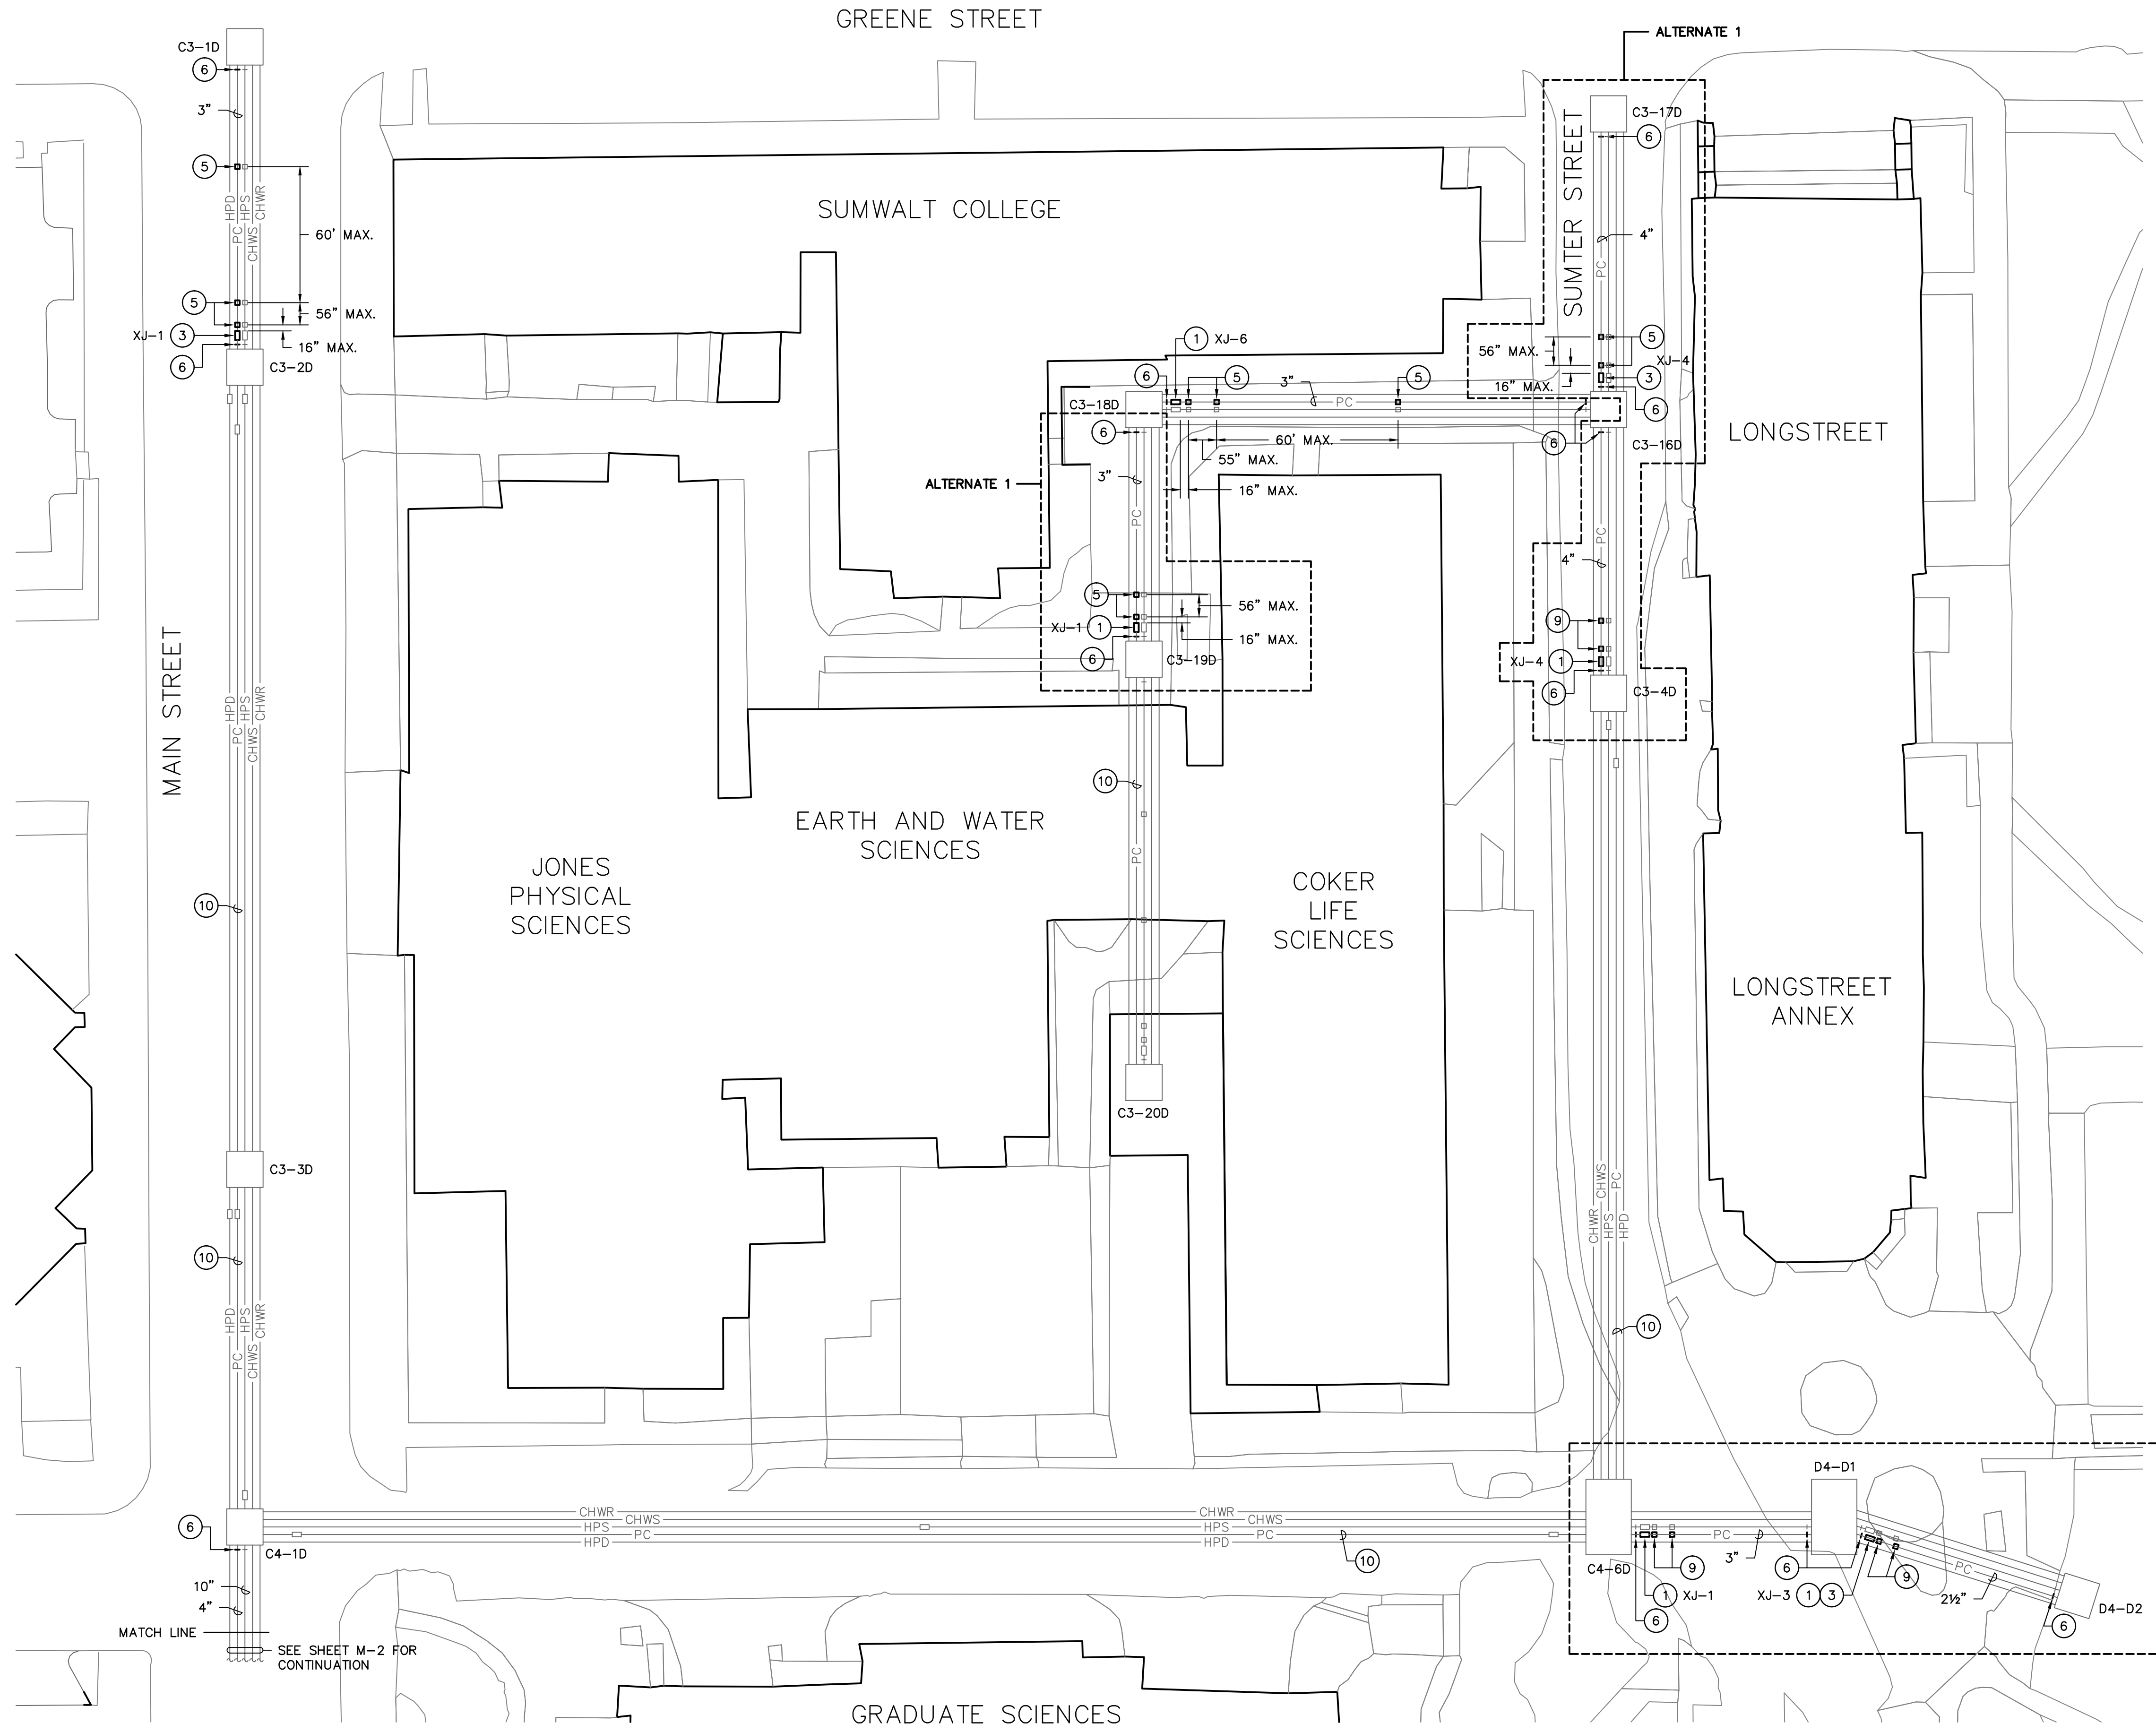 GREENE STREET
ALTERNATE 1
C3-1D
6
3"
5
HPD
PC
HPS
CHWS
CHWR
60' MAX.
5
56" MAX.
XJ-1 3
16" MAX.
6
C3-2D
SUMWALT COLLEGE
SUMTER STREET
C3-17D
6
4"
PC
5
56" MAX.
XJ-4
3
16" MAX.
6
1 XJ-6
6
5
5
3"
PC
C3-18D
6
60' MAX.
55" MAX.
16" MAX.
6
C3-16D
LONGSTREET
ALTERNATE 1
3"
PC
PC
4"
5
56" MAX.
XJ-1 1
16" MAX.
6
C3-19D
9
XJ-4 1
6
C3-4D
MAIN STREET
HPD
PC
HPS
CHWS
CHWR
10
EARTH AND WATER
SCIENCES
JONES
PHYSICAL
SCIENCES
COKER
LIFE
SCIENCES
PC
10
LONGSTREET
ANNEX
C3-20D
C3-3D
10
HPD
PC
HPS
CHWS
CHWR
CHWR
CHWS
HPS
PC
HPD
10
D4-D1
6
C4-1D
CHWR
CHWS
HPS
PC
HPD
CHWR
CHWS
HPS
PC
HPD
10
C4-6D
PC
3"
9
1 XJ-1
6
6
XJ-3 1 3
9
PC
2½"
D4-D2
6
10"
4"
MATCH LINE
SEE SHEET M-2 FOR
CONTINUATION
GRADUATE SCIENCES